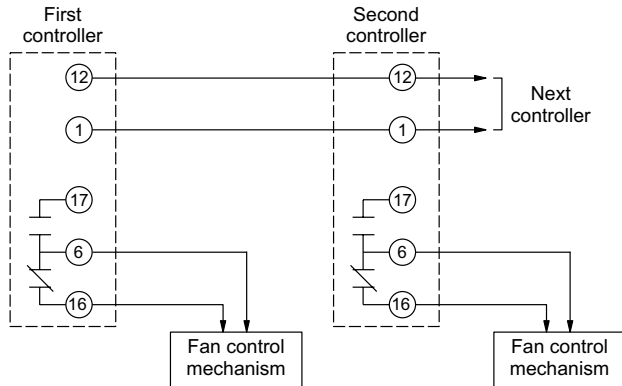 First
controller
Second
controller
12
12
1
1
Next
controller
17
17
6
6
16
16
Fan control
mechanism
Fan control
mechanism